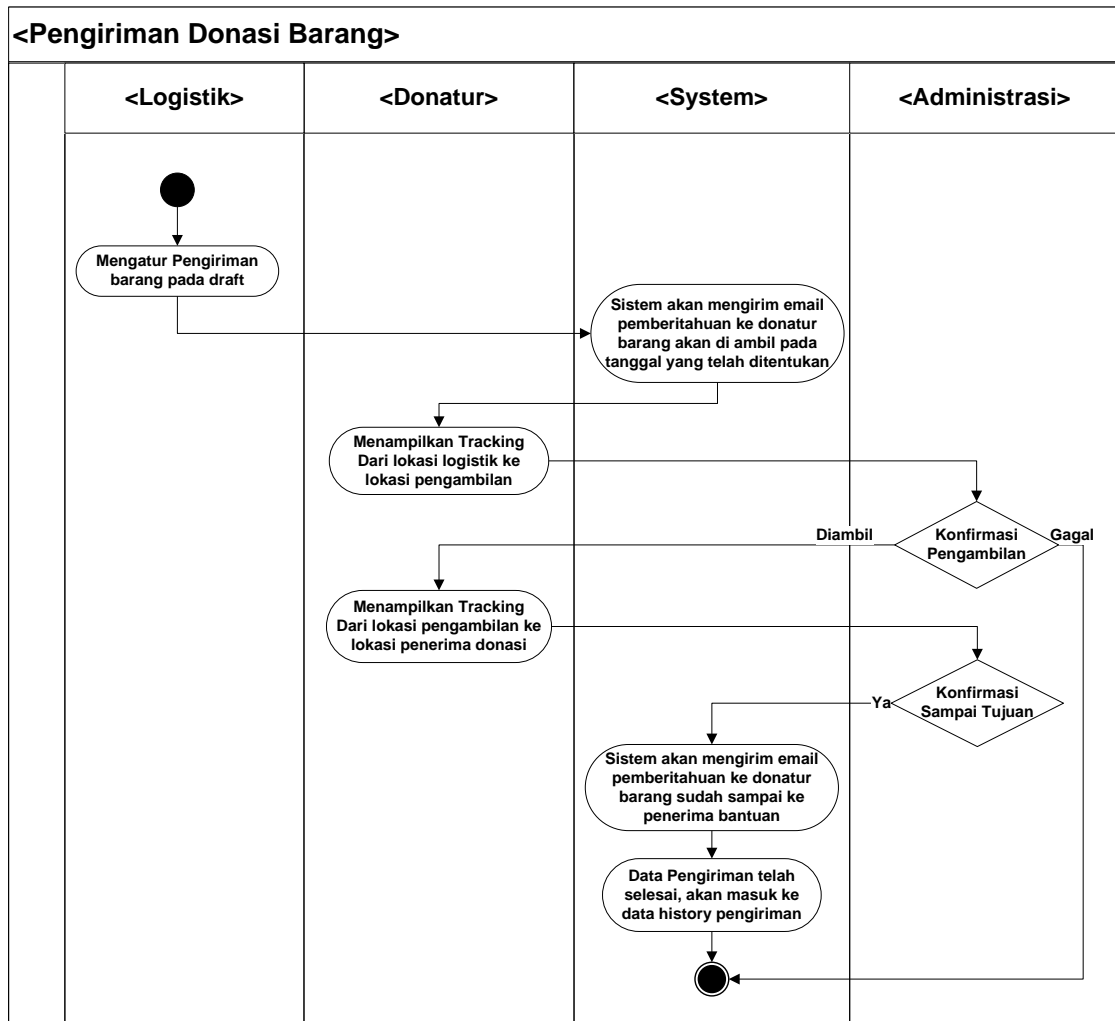 <Pengiriman Donasi Barang>
<Logistik>
<Donatur>
<System>
<Administrasi>
Mengatur Pengiriman
barang pada draft
Sistem akan mengirim email
pemberitahuan ke donatur
barang akan di ambil pada
tanggal yang telah ditentukan
Menampilkan Tracking
Dari lokasi logistik ke
lokasi pengambilan
Diambil
Konfirmasi
Pengambilan
Gagal
Menampilkan Tracking
Dari lokasi pengambilan ke
lokasi penerima donasi
Konfirmasi
Sampai Tujuan
Ya
Sistem akan mengirim email
pemberitahuan ke donatur
barang sudah sampai ke
penerima bantuan
Data Pengiriman telah
selesai, akan masuk ke
data history pengiriman